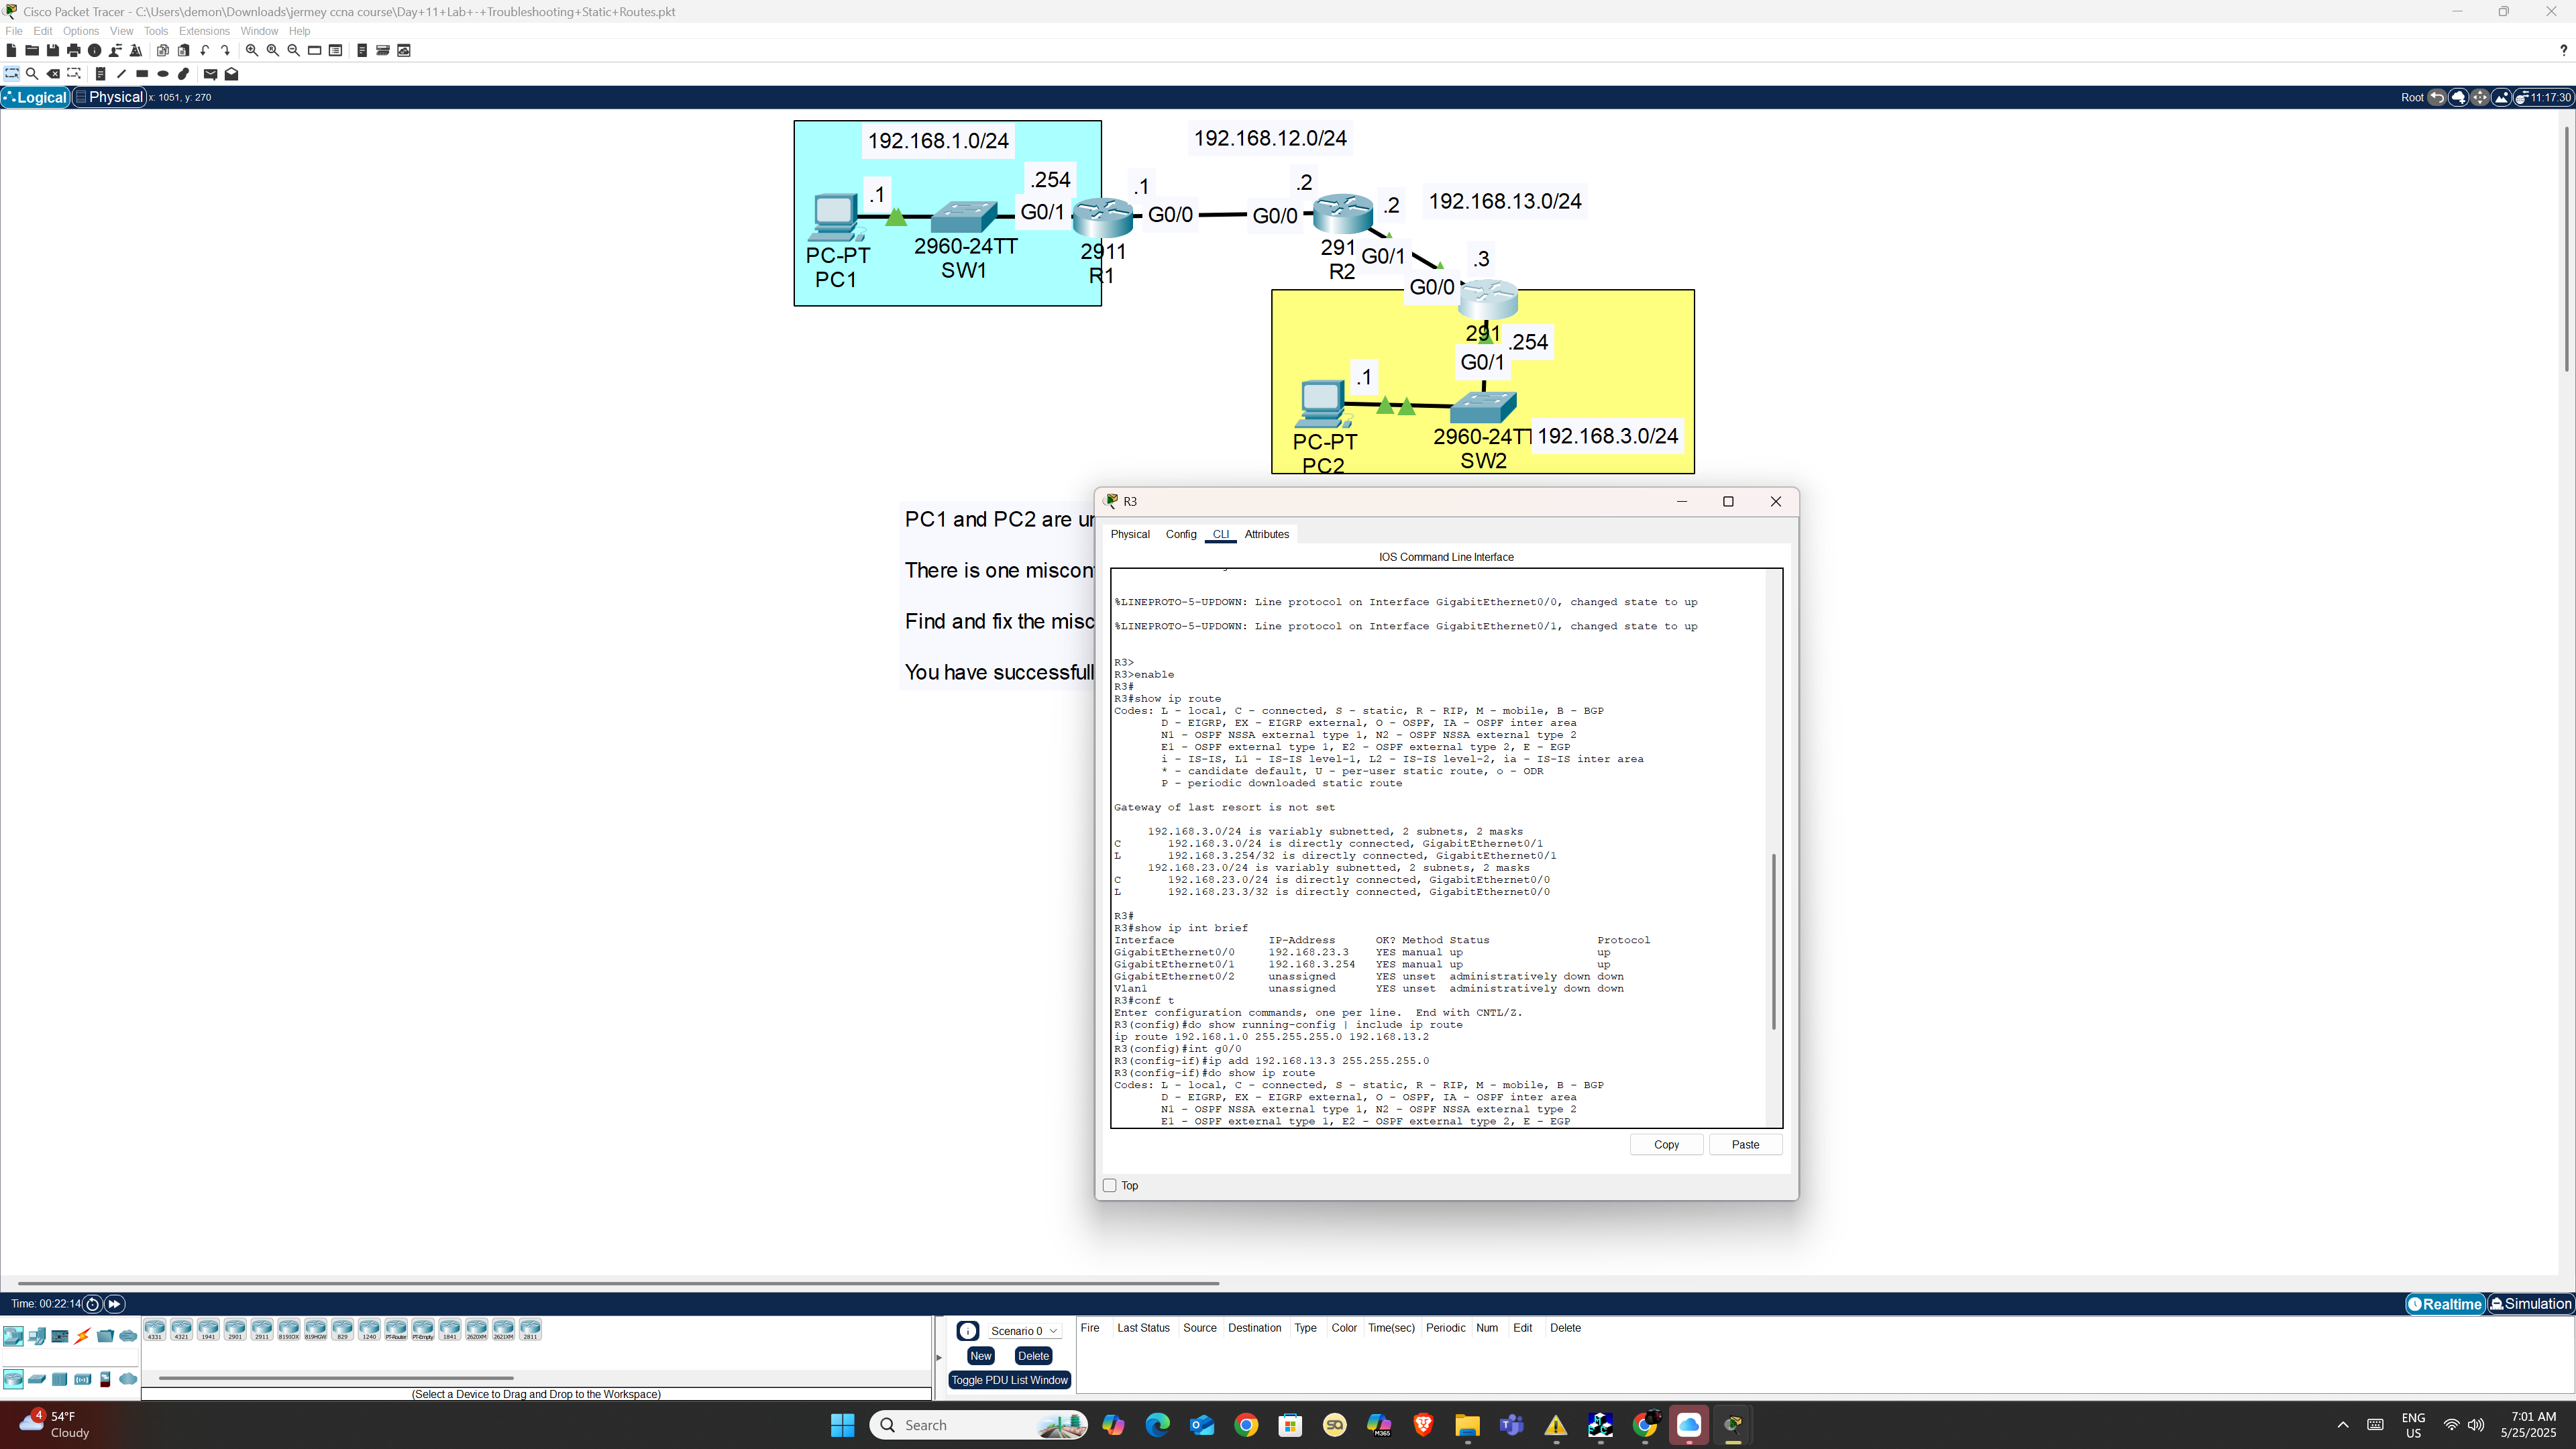 Cisco Packet Tracer - C:\Users\demon\Downloads\jermey ccna course\Day+11+Lab+-+Troubleshooting+Static+Routes.pkt
File Edit Options View Tools Extensions Window Help
?
Logical Physical x: 1051, y: 270
Root 11:17:30
192.168.1.0/24
192.168.12.0/24
.254
.1
.2
192.168.13.0/24
.1
.2
G0/1
G0/0
G0/0
PC-PT
PC1
2960-24TT
SW1
2911
R1
291
R2
G0/1
.3
G0/0
291
.254
G0/1
.1
PC-PT
PC2
2960-24TT
SW2
192.168.3.0/24
PC1 and PC2 are un
There is one miscon
Find and fix the misc
You have successfull
R3
Physical Config CLI Attributes
IOS Command Line Interface
%LINEPROTO-5-UPDOWN: Line protocol on Interface GigabitEthernet0/0, changed state to up
%LINEPROTO-5-UPDOWN: Line protocol on Interface GigabitEthernet0/1, changed state to up
R3>
R3>enable
R3#
R3#show ip route
Codes: L - local, C - connected, S - static, R - RIP, M - mobile, B - BGP
D - EIGRP, EX - EIGRP external, O - OSPF, IA - OSPF inter area
N1 - OSPF NSSA external type 1, N2 - OSPF NSSA external type 2
E1 - OSPF external type 1, E2 - OSPF external type 2, E - EGP
i - IS-IS, L1 - IS-IS level-1, L2 - IS-IS level-2, ia - IS-IS inter area
* - candidate default, U - per-user static route, o - ODR
P - periodic downloaded static route
Gateway of last resort is not set
192.168.3.0/24 is variably subnetted, 2 subnets, 2 masks
C 192.168.3.0/24 is directly connected, GigabitEthernet0/1
L 192.168.3.254/32 is directly connected, GigabitEthernet0/1
192.168.23.0/24 is variably subnetted, 2 subnets, 2 masks
C 192.168.23.0/24 is directly connected, GigabitEthernet0/0
L 192.168.23.3/32 is directly connected, GigabitEthernet0/0
R3#
R3#show ip int brief
Interface IP-Address OK? Method Status Protocol
GigabitEthernet0/0 192.168.23.3 YES manual up up
GigabitEthernet0/1 192.168.3.254 YES manual up up
GigabitEthernet0/2 unassigned YES unset administratively down down
Vlan1 unassigned YES unset administratively down down
R3#conf t
Enter configuration commands, one per line. End with CNTL/Z.
R3(config)#do show running-config | include ip route
ip route 192.168.1.0 255.255.255.0 192.168.13.2
R3(config)#int g0/0
R3(config-if)#ip add 192.168.13.3 255.255.255.0
R3(config-if)#do show ip route
Codes: L - local, C - connected, S - static, R - RIP, M - mobile, B - BGP
D - EIGRP, EX - EIGRP external, O - OSPF, IA - OSPF inter area
N1 - OSPF NSSA external type 1, N2 - OSPF NSSA external type 2
E1 - OSPF external type 1, E2 - OSPF external type 2, E - EGP
Copy Paste
Top
Time: 00:22:14
Realtime Simulation
4331 4321 1941 2901 2911 819IOX 819HGW 829 1240 PT-Router PT-Empty 1841 2620XM 2621XM 2811
(Select a Device to Drag and Drop to the Workspace)
Scenario 0
New Delete
Toggle PDU List Window
Fire Last Status Source Destination Type Color Time(sec) Periodic Num Edit Delete
4
54°F
Cloudy
Search
M365
ENG
US
7:01 AM
5/25/2025